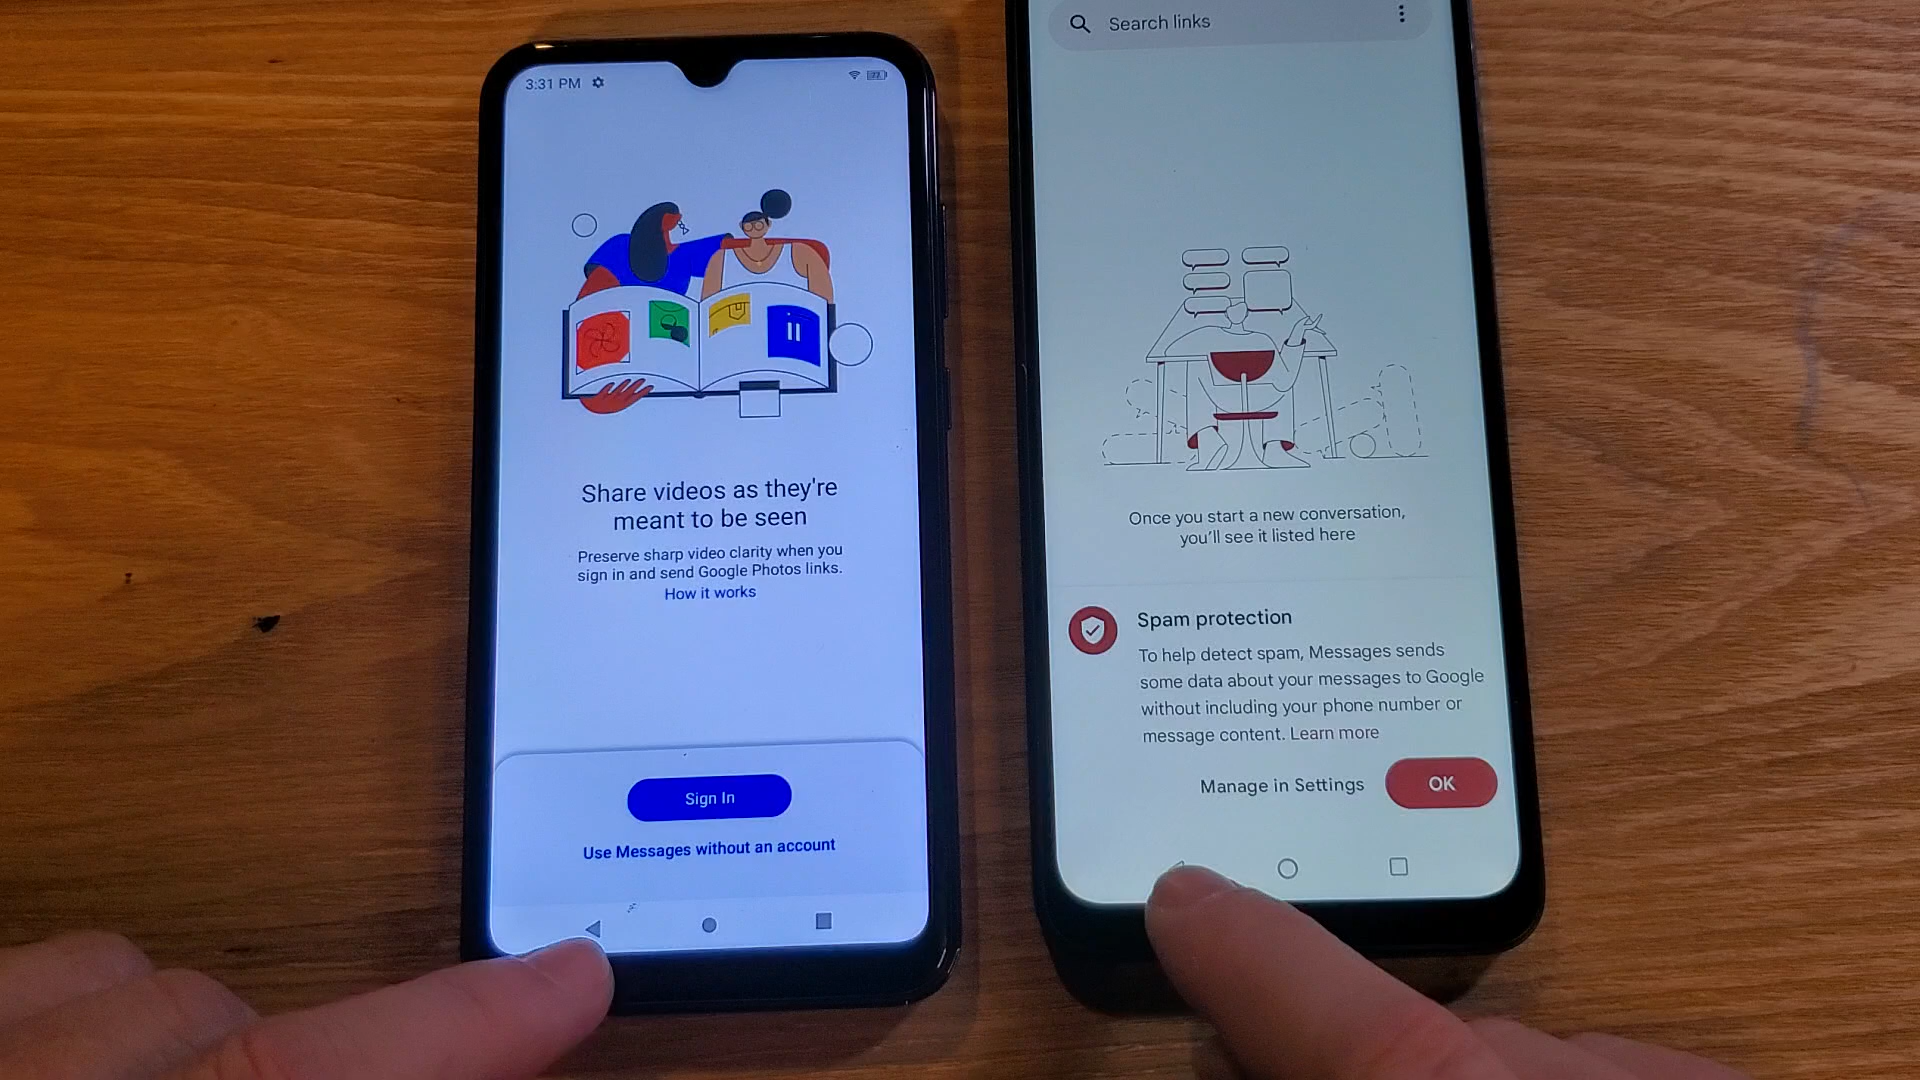 3:31 PM
Share videos as they're
meant to be seen
Preserve sharp video clarity when you
sign in and send Google Photos links.
How it works
Sign In
Use Messages without an account
Search links
Once you start a new conversation,
you'll see it listed here
Spam protection
To help detect spam, Messages sends
some data about your messages to Google
without including your phone number or
message content. Learn more
Manage in Settings
OK